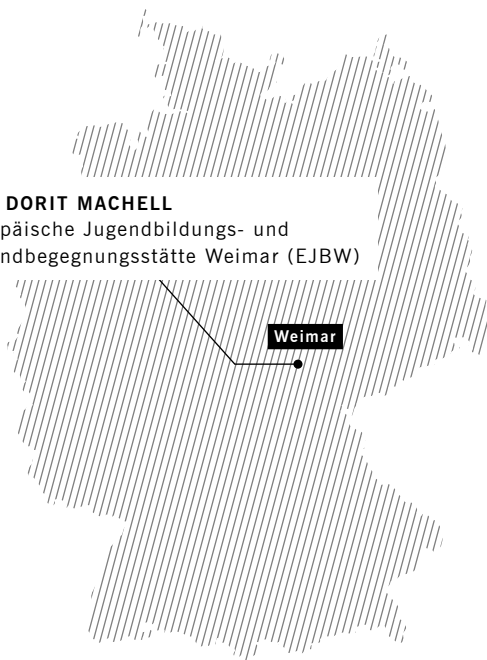 DORIT MACHELL
päische Jugendbildungs- und
ndbegegnungsstätte Weimar (EJBW)
Weimar